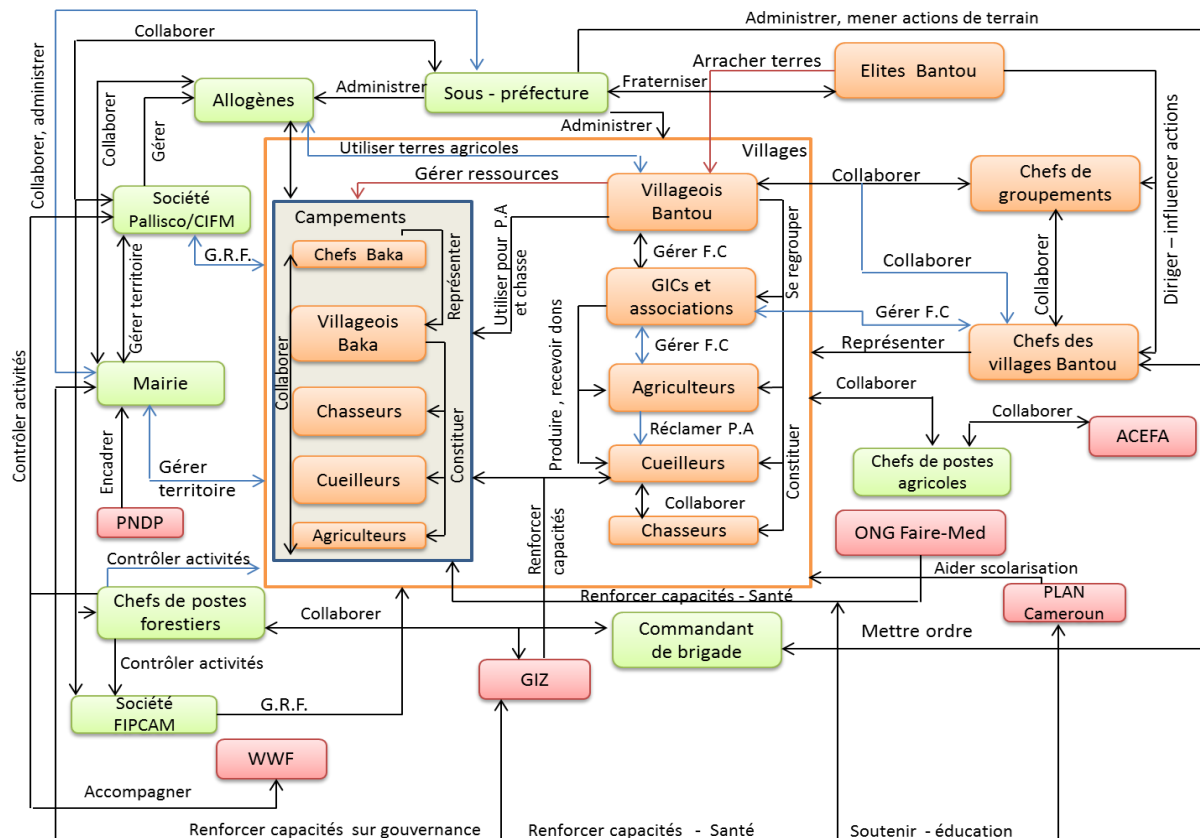 Administrer, mener actions de terrain
Collaborer
Arracher terres
Elites Bantou
Allogènes
Administrer
Sous - préfecture
Fraterniser
Administrer
Collaborer, administrer
Collaborer
Gérer
Utiliser terres agricoles
Villages
Gérer ressources
Villageois
Bantou
Collaborer
Chefs de
groupements
Société
Pallisco/CIFM
Campements
Chefs Baka
Représenter
Utiliser pour P.A
et chasse
Gérer F.C
Se regrouper
Collaborer
Collaborer
Diriger – influencer actions
G.R.F.
Gérer territoire
Villageois
Baka
GICs et
associations
Gérer F.C
Chefs des
villages Bantou
Représenter
Gérer F.C
Collaborer
Mairie
Contrôler activités
Chasseurs
Constituer
Produire , recevoir dons
Agriculteurs
Réclamer P.A
Constituer
Collaborer
Collaborer
ACEFA
Encadrer
Gérer
territoire
Cueilleurs
Cueilleurs
Collaborer
Chefs de postes
agricoles
PNDP
Agriculteurs
Renforcer
capacités
Chasseurs
ONG Faire-Med
Contrôler activités
Aider scolarisation
Renforcer capacités - Santé
PLAN
Cameroun
Chefs de postes
forestiers
Collaborer
Commandant
de brigade
Mettre ordre
Contrôler activités
GIZ
Société
FIPCAM
G.R.F.
WWF
Accompagner
Renforcer capacités sur gouvernance
Renforcer capacités - Santé
Soutenir - éducation